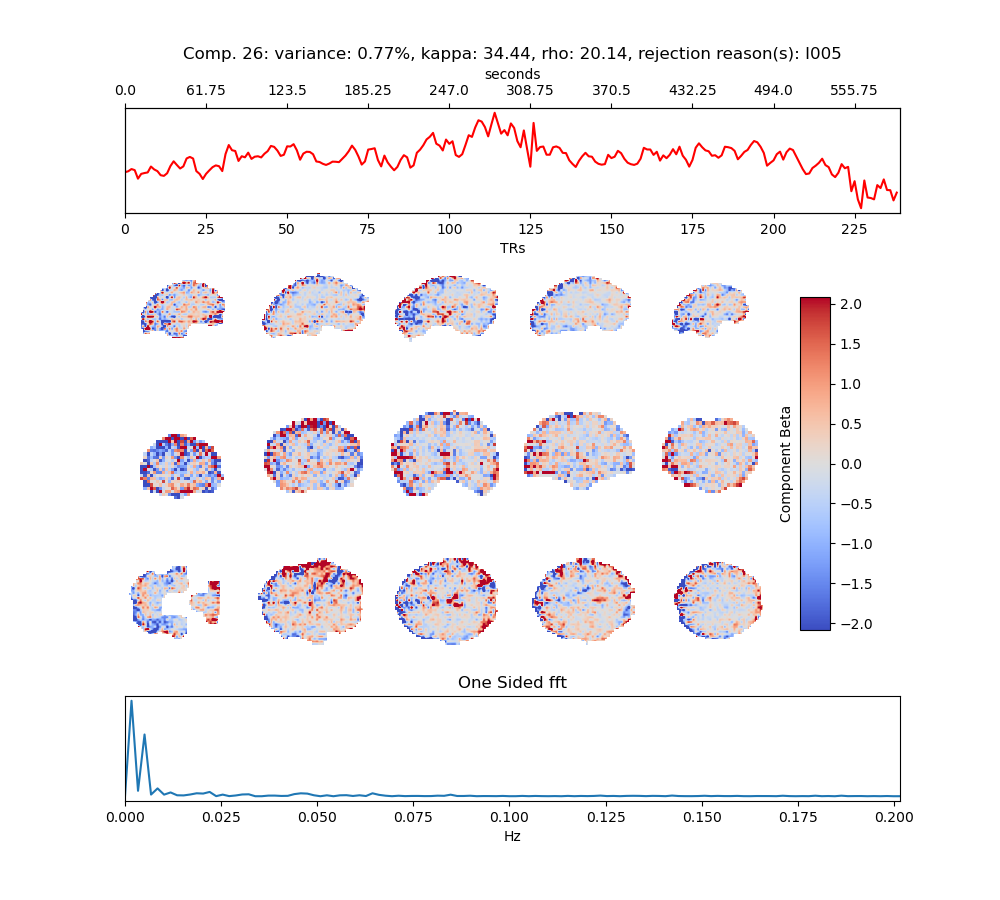 Comp. 26: variance: 0.77%, kappa: 34.44, rho: 20.14, rejection reason(s): I005
seconds
0.0 61.75 123.5 185.25 247.0 308.75 370.5 432.25 494.0 555.75
0 25 50 75 100 125 150 175 200 225
TRs
2.0
1.5
1.0
0.5
0.0
−0.5
−1.0
−1.5
−2.0
Component Beta
One Sided fft
0.000 0.025 0.050 0.075 0.100 0.125 0.150 0.175 0.200
Hz